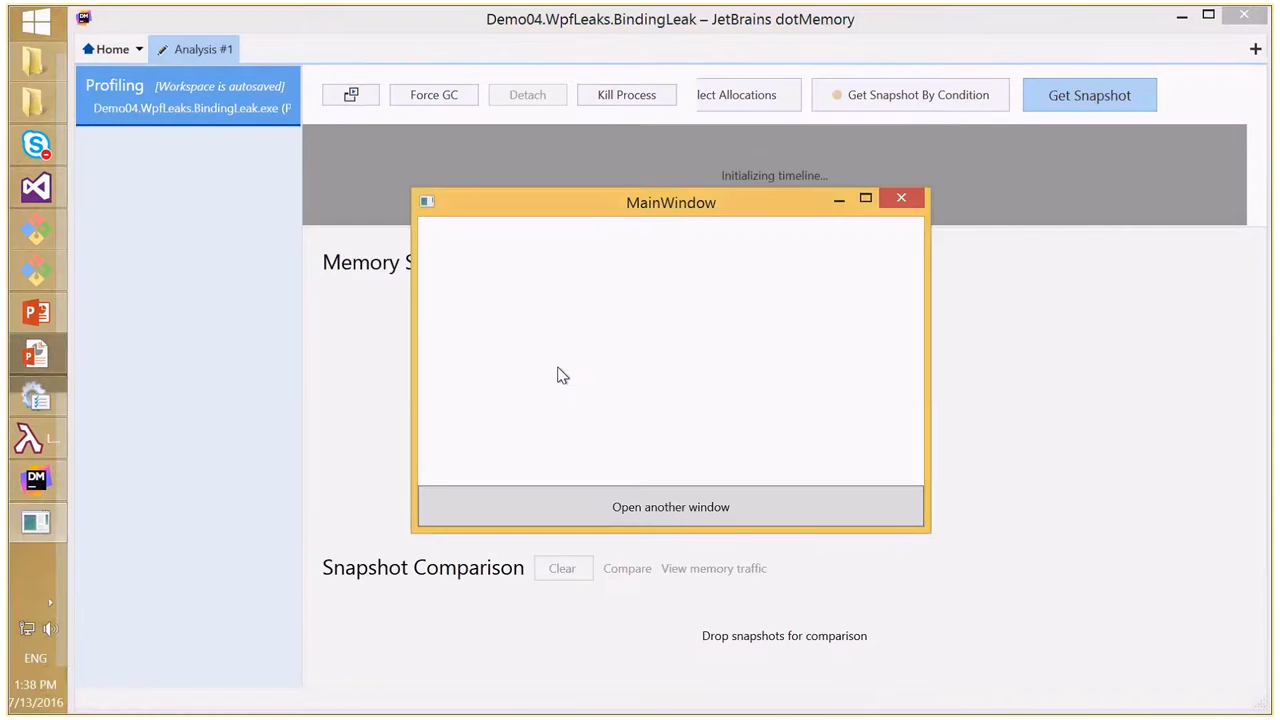 Demo04.WpfLeaks.BindingLeak – JetBrains dotMemory
Home
Analysis #1
Profiling [Workspace is autosaved]
Demo04.WpfLeaks.BindingLeak.exe (P
Force GC
Detach
Kill Process
lect Allocations
Get Snapshot By Condition
Get Snapshot
Initializing timeline...
MainWindow
Memory S
Open another window
Snapshot Comparison
Clear
Compare
View memory traffic
Drop snapshots for comparison
DM
L...
DM
ENG
1:38 PM
7/13/2016